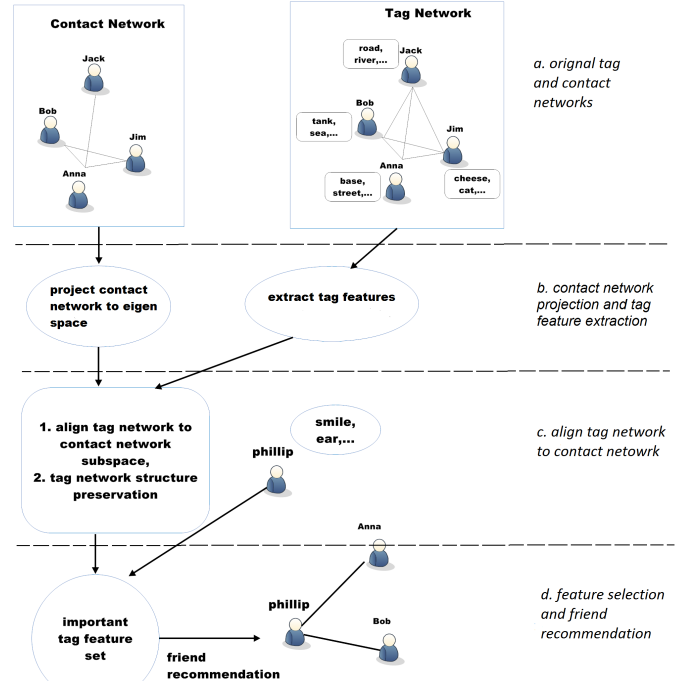 Contact Network
Jack
Bob
Jim
Anna
Tag Network
road,
river,...
Jack
Bob
tank,
sea,...
Jim
Anna
base,
street,...
cheese,
cat,...
a. orignal tag
and contact
networks
project contact
network to eigen
space
extract tag features
b. contact network
projection and tag
feature extraction
1. align tag network to
contact network
subspace,
2. tag network structure
preservation
smile,
ear,...
phillip
c. align tag network
to contact netowrk
Anna
phillip
Bob
important
tag feature
set
friend
recommendation
d. feature selection
and friend
recommendation